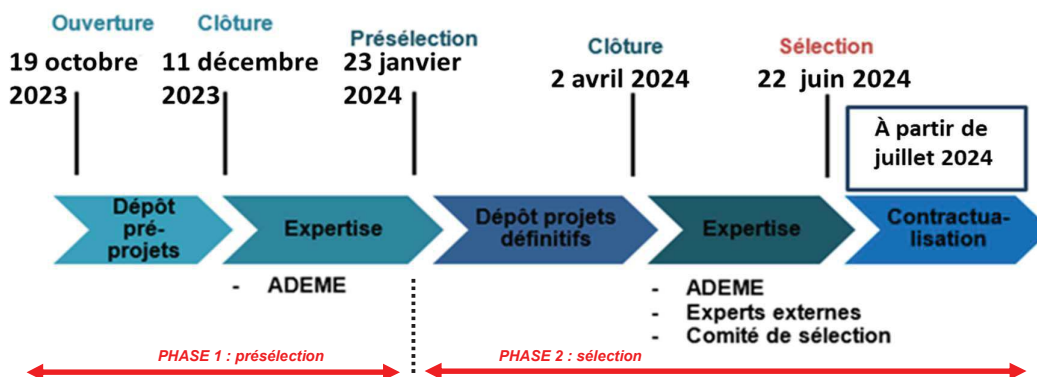 Ouverture
19 octobre
2023
Clôture
11 décembre
2023
Présélection
23 janvier
2024
Clôture
2 avril 2024
Sélection
22 juin 2024
À partir de
juillet 2024
Dépôt
pré-
projets
Expertise
Dépôt projets
définitifs
Expertise
Contractua-
lisation
- ADEME
- ADEME
- Experts externes
- Comité de sélection
PHASE 1 : présélection
PHASE 2 : sélection